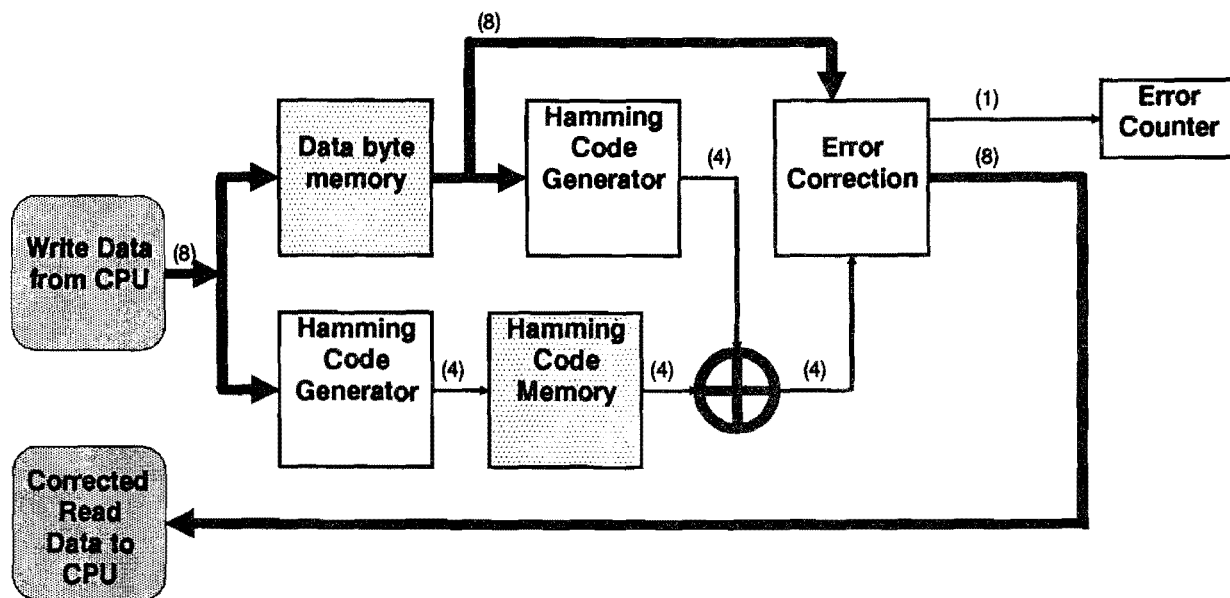 (8)
Data byte
memory
Hamming
Code
Generator
(4)
Error
Correction
(1)
(8)
Error
Counter
Write Data
from CPU
(8)
Hamming
Code
Generator
(4)
Hamming
Code
Memory
(4)
(4)
Corrected
Read
Data to
CPU